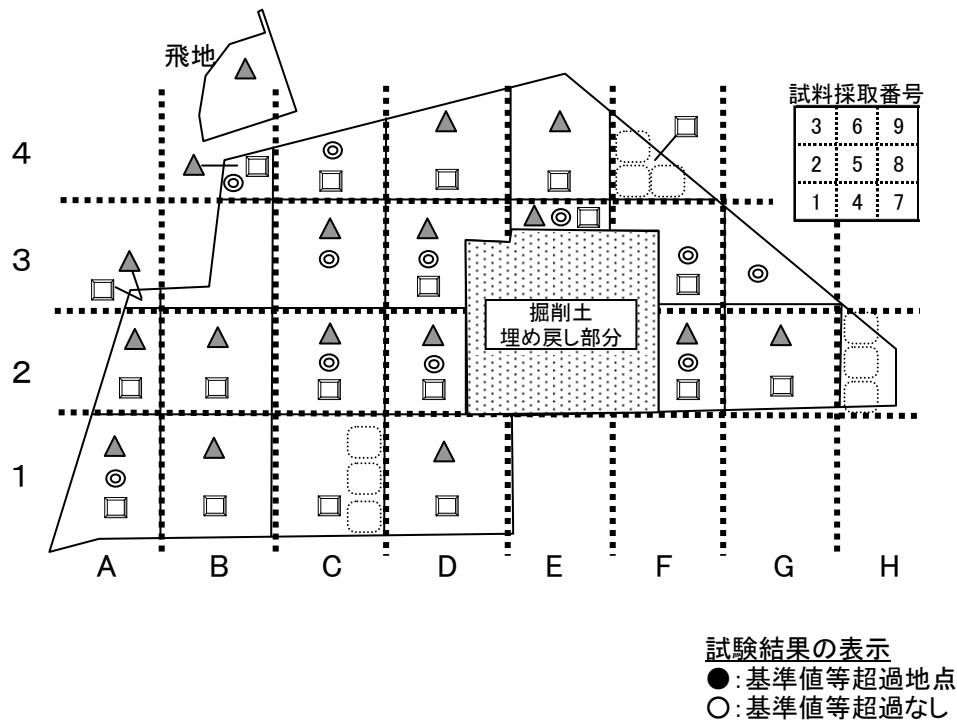 飛地
試料採取番号
3 6 9
2 5 8
1 4 7
4
3
2
1
掘削土
埋め戻し部分
A B C D E F G H
試験結果の表示
●:基準値等超過地点
○:基準値等超過なし